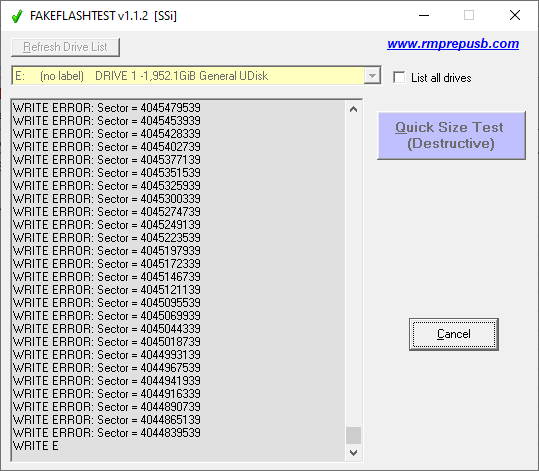 FAKEFLASHTEST v1.1.2 [SSi]
Refresh Drive List
www.rmprepusb.com
E: (no label) DRIVE 1 -1,952.1GiB General UDisk
List all drives
Quick Size Test
(Destructive)
WRITE ERROR: Sector = 4045479539
WRITE ERROR: Sector = 4045453939
WRITE ERROR: Sector = 4045428339
WRITE ERROR: Sector = 4045402739
WRITE ERROR: Sector = 4045377139
WRITE ERROR: Sector = 4045351539
WRITE ERROR: Sector = 4045325939
WRITE ERROR: Sector = 4045300339
WRITE ERROR: Sector = 4045274739
WRITE ERROR: Sector = 4045249139
WRITE ERROR: Sector = 4045223539
WRITE ERROR: Sector = 4045197939
WRITE ERROR: Sector = 4045172339
WRITE ERROR: Sector = 4045146739
WRITE ERROR: Sector = 4045121139
WRITE ERROR: Sector = 4045095539
WRITE ERROR: Sector = 4045069939
WRITE ERROR: Sector = 4045044339
WRITE ERROR: Sector = 4045018739
WRITE ERROR: Sector = 4044993139
WRITE ERROR: Sector = 4044967539
WRITE ERROR: Sector = 4044941939
WRITE ERROR: Sector = 4044916339
WRITE ERROR: Sector = 4044890739
WRITE ERROR: Sector = 4044865139
WRITE ERROR: Sector = 4044839539
WRITE E
Cancel